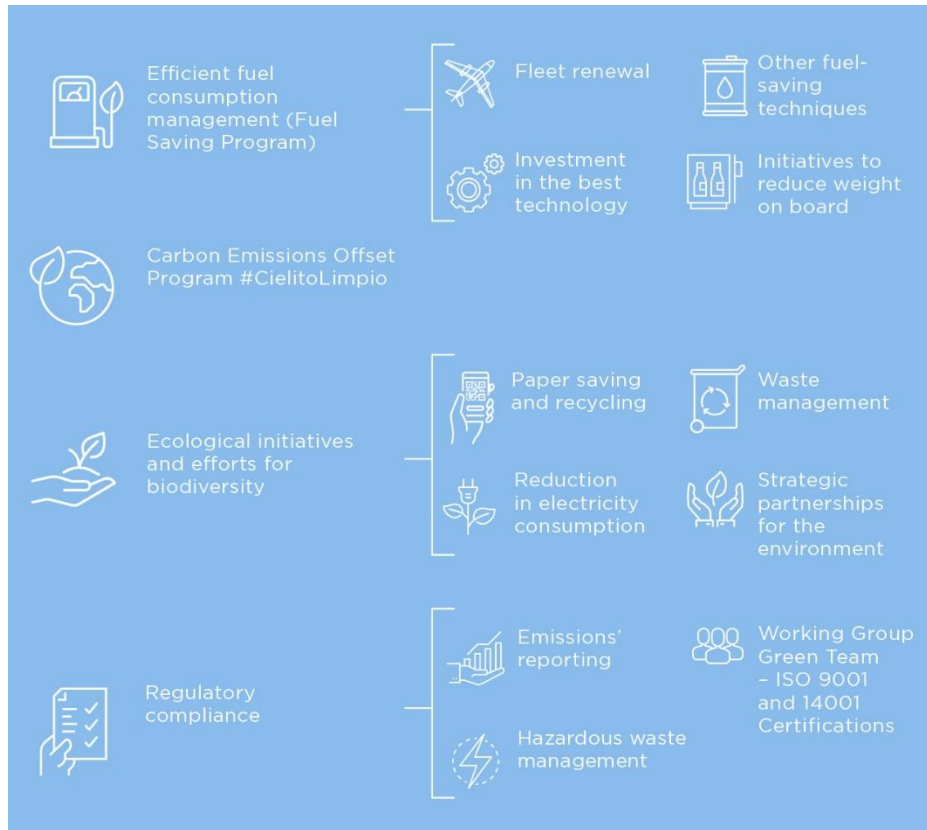 Efficient fuel
consumption
management (Fuel
Saving Program)
Fleet renewal
Other fuel-
saving
techniques
Investment
in the best
technology
Initiatives to
reduce weight
on board
Carbon Emissions Offset
Program #CielitoLimpio
Ecological initiatives
and efforts for
biodiversity
Paper saving
and recycling
Waste
management
Reduction
in electricity
consumption
Strategic
partnerships
for the
environment
Regulatory
compliance
Emissions'
reporting
Working Group
Green Team
– ISO 9001
and 14001
Certifications
Hazardous waste
management